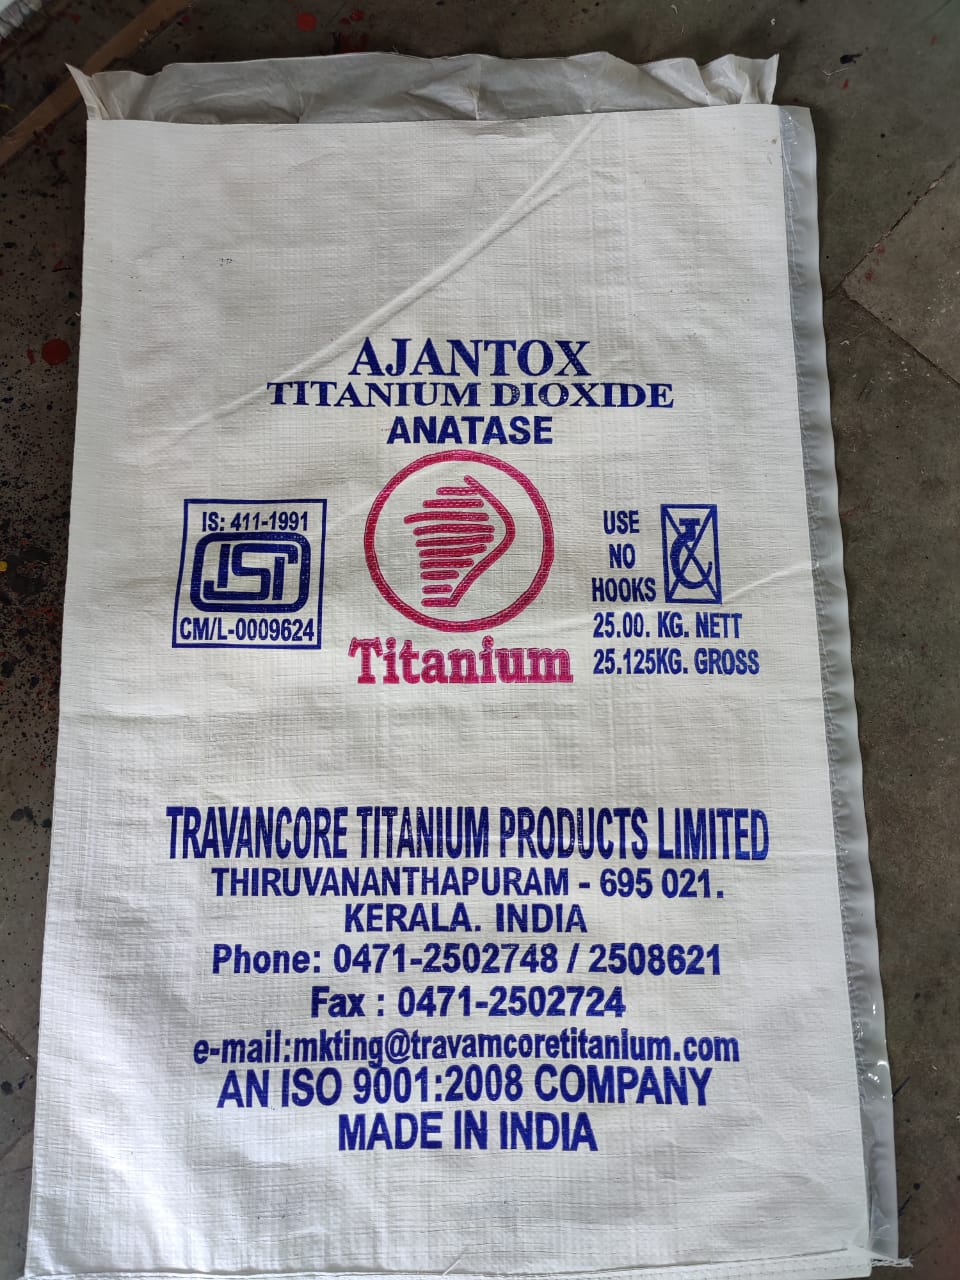 AJANTOX
TITANIUM DIOXIDE
ANATASE
IS: 411-1991
ISI
CM/L-0009624
Titanium
USE
NO
HOOKS
25.00. KG. NETT
25.125KG. GROSS
TRAVANCORE TITANIUM PRODUCTS LIMITED
THIRUVANANTHAPURAM - 695 021.
KERALA. INDIA
Phone: 0471-2502748 / 2508621
Fax : 0471-2502724
e-mail:mkting@travamcoretitanium.com
AN ISO 9001:2008 COMPANY
MADE IN INDIA